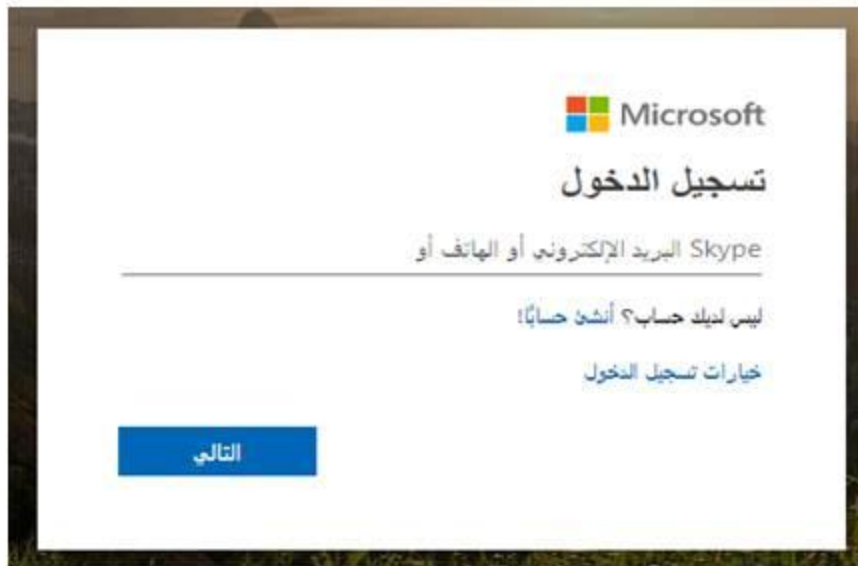 Microsoft
تسجيل الدخول
Skype البريد الإلكتروني أو الهاتف أو
ليس لديك حساب؟ أنشئ حسابًا!
خيارات تسجيل الدخول
التالي